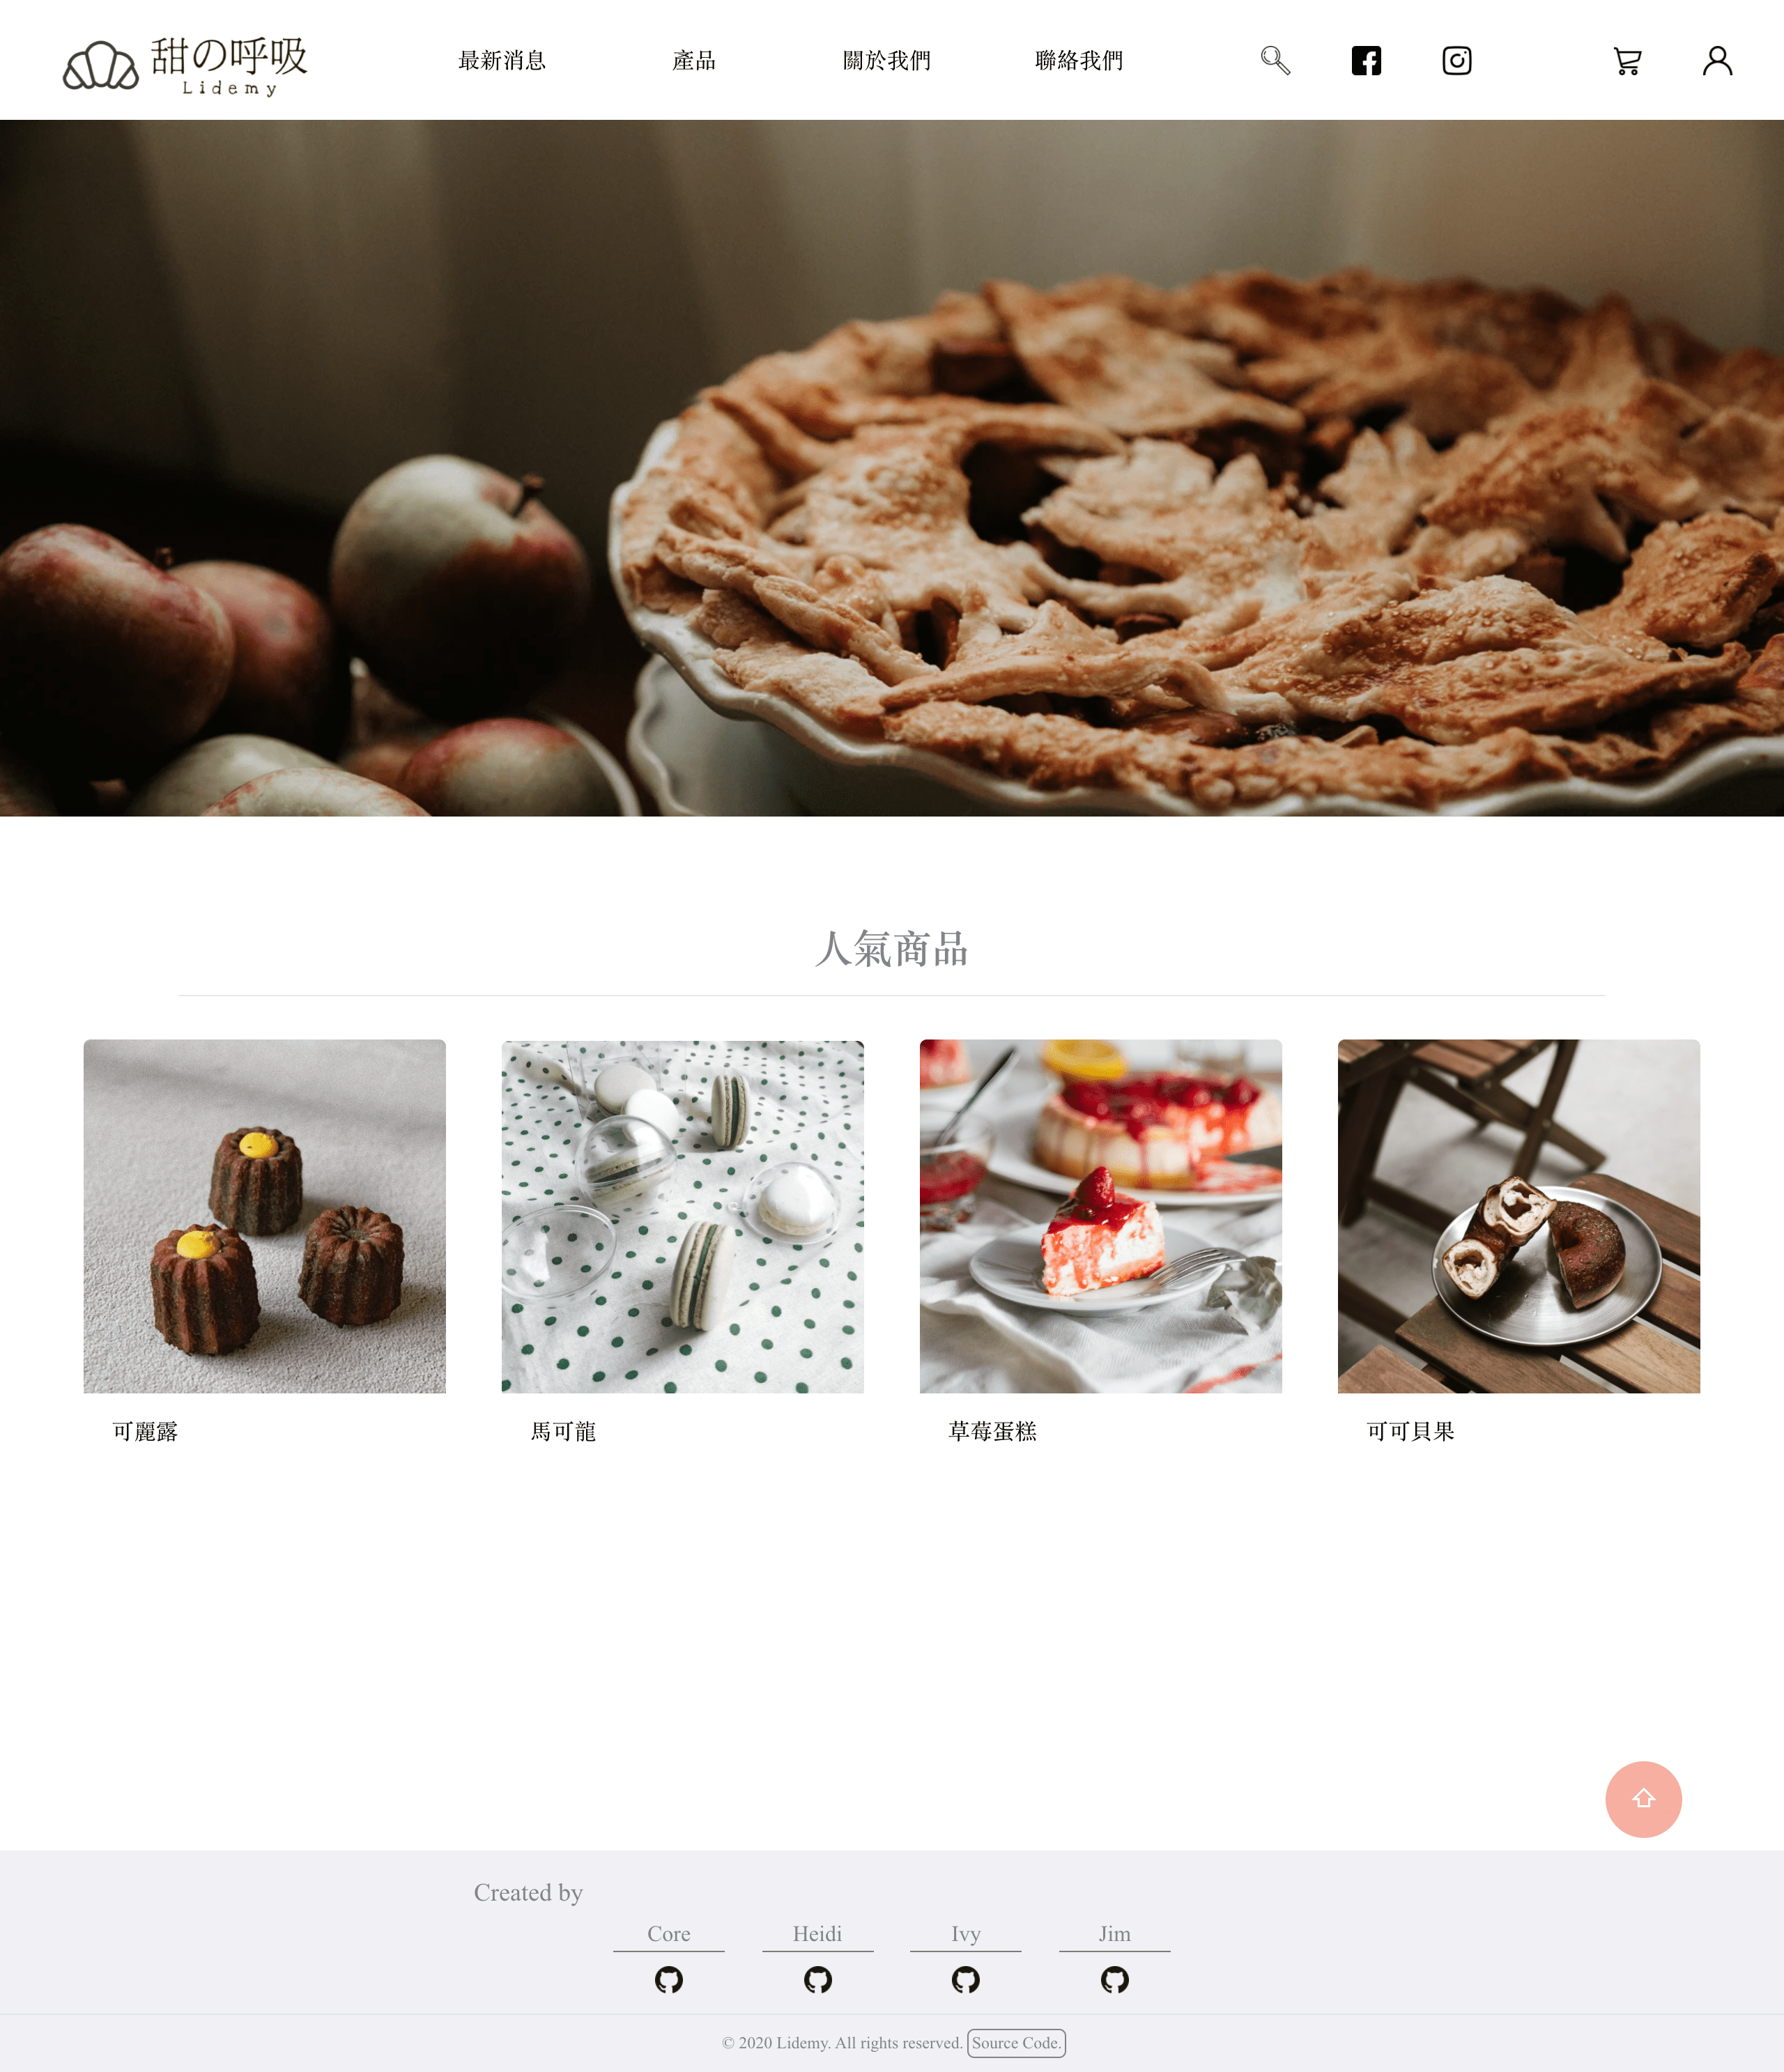 甜の呼吸
Lidemy
最新消息
產品
關於我們
聯絡我們
人氣商品
可麗露
馬可龍
草莓蛋糕
可可貝果
Created by
Core
Heidi
Ivy
Jim
© 2020 Lidemy. All rights reserved. Source Code.